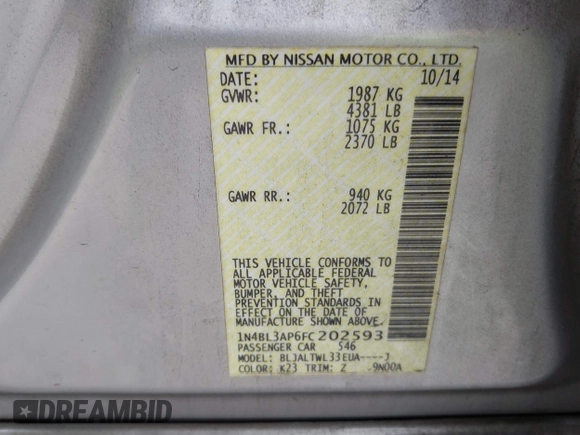 MFD BY NISSAN MOTOR CO., LTD.
DATE: 10/14
GVWR: 1987 KG
4381 LB
GAWR FR.: 1075 KG
2370 LB
GAWR RR.: 940 KG
2072 LB
THIS VEHICLE CONFORMS TO
ALL APPLICABLE FEDERAL
MOTOR VEHICLE SAFETY,
BUMPER, AND THEFT
PREVENTION STANDARDS IN
EFFECT ON THE DATE OF
MANUFACTURE SHOWN ABOVE.
1N4BL3AP6FC202593
PASSENGER CAR 546
MODEL: BLJALTWL33EUA----J
COLOR: K23 TRIM: Z 9N00A
DREAMBID